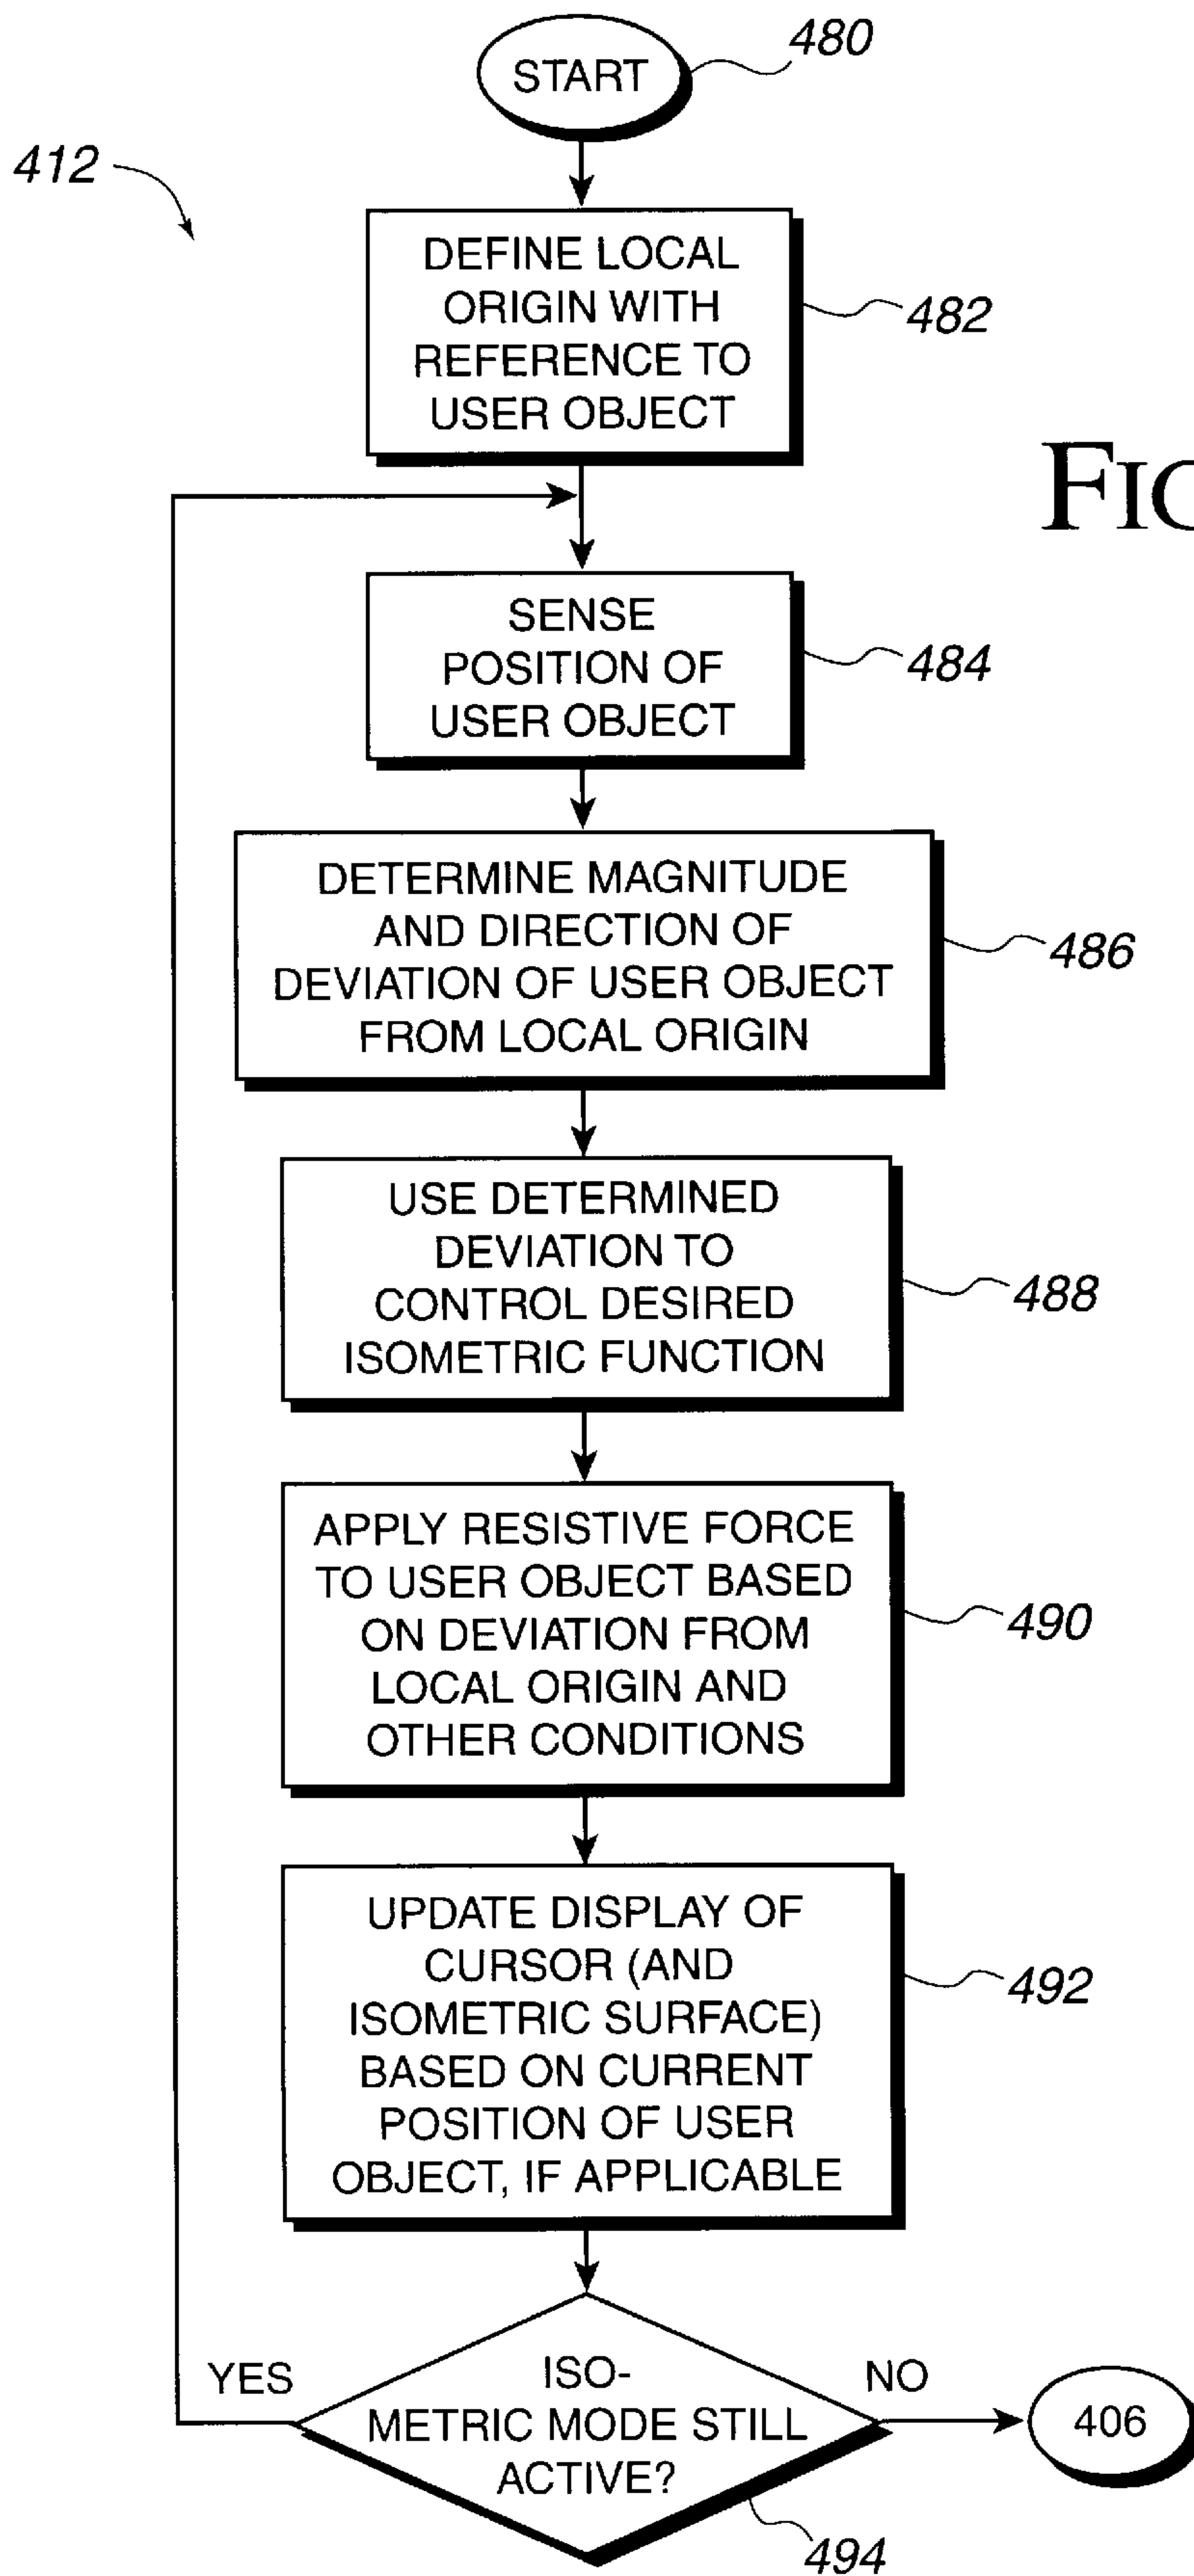 START
480
412
DEFINE LOCAL
ORIGIN WITH
REFERENCE TO
USER OBJECT
482
FIG
SENSE
POSITION OF
USER OBJECT
484
DETERMINE MAGNITUDE
AND DIRECTION OF
DEVIATION OF USER OBJECT
FROM LOCAL ORIGIN
486
USE DETERMINED
DEVIATION TO
CONTROL DESIRED
ISOMETRIC FUNCTION
488
APPLY RESISTIVE FORCE
TO USER OBJECT BASED
ON DEVIATION FROM
LOCAL ORIGIN AND
OTHER CONDITIONS
490
UPDATE DISPLAY OF
CURSOR (AND
ISOMETRIC SURFACE)
BASED ON CURRENT
POSITION OF USER
OBJECT, IF APPLICABLE
492
YES
ISO-
METRIC MODE STILL
ACTIVE?
NO
406
494